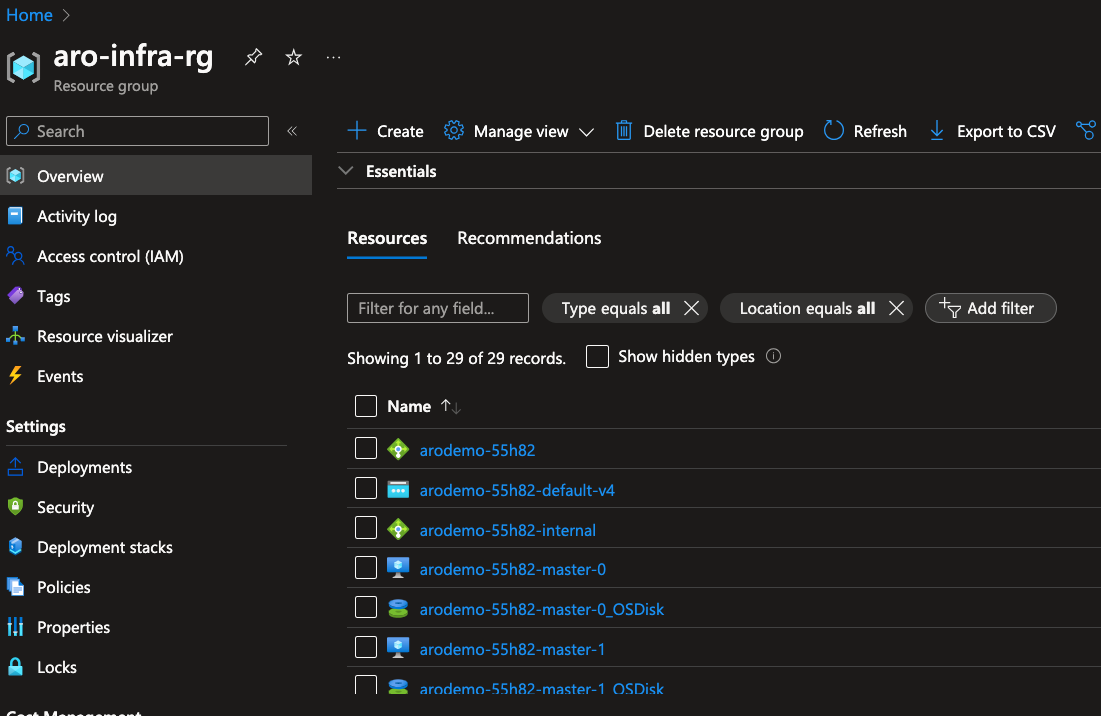 Home
aro-infra-rg
Resource group
Search
Create Manage view Delete resource group Refresh Export to CSV
Essentials
Overview
Activity log
Access control (IAM)
Tags
Resource visualizer
Events
Settings
Deployments
Security
Deployment stacks
Policies
Properties
Locks
Cost Management
Resources Recommendations
Filter for any field... Type equals all Location equals all Add filter
Showing 1 to 29 of 29 records. Show hidden types
Name
arodemo-55h82
arodemo-55h82-default-v4
arodemo-55h82-internal
arodemo-55h82-master-0
arodemo-55h82-master-0_OSDisk
arodemo-55h82-master-1
arodemo-55h82-master-1_OSDisk